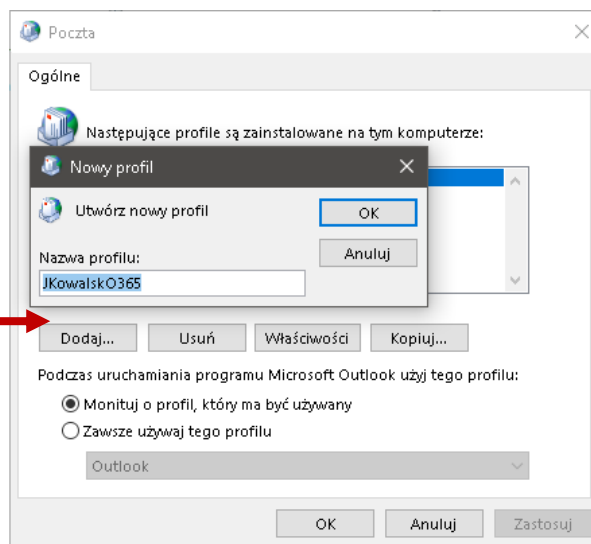 Poczta
Ogólne
Następujące profile są zainstalowane na tym komputerze:
Nowy profil
Utwórz nowy profil
OK
Nazwa profilu:
Anuluj
JKowalskO365
Dodaj...
Usuń
Właściwości
Kopiuj...
Podczas uruchamiania programu Microsoft Outlook użyj tego profilu:
Monituj o profil, który ma być używany
Zawsze używaj tego profilu
Outlook
OK
Anuluj
Zastosuj